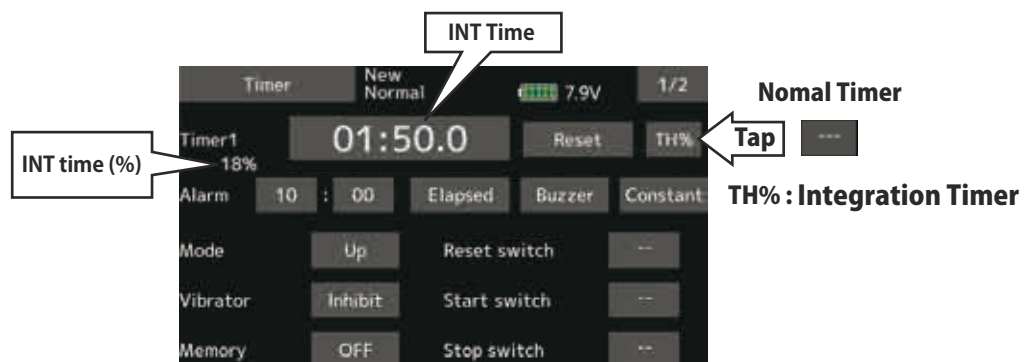 INT Time
Timer New Normal 7.9V 1/2
Nomal Timer
Timer1 01:50.0 Reset TH% Tap ---
INT time (%) 18%
TH% : Integration Timer
Alarm 10 : 00 Elapsed Buzzer Constant
Mode Up Reset switch --
Vibrator Inhibit Start switch --
Memory OFF Stop switch --